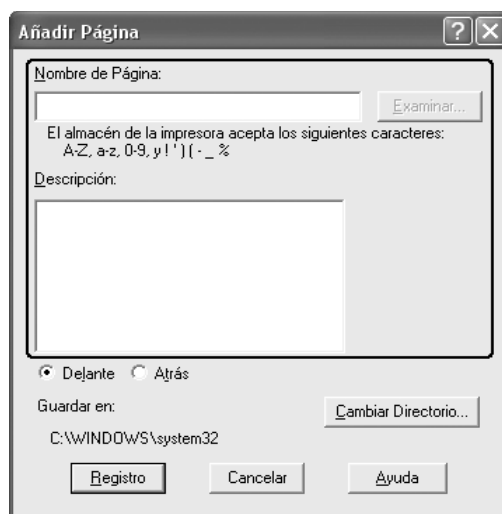 Añadir Página
Nombre de Página:
Examinar...
El almacén de la impresora acepta los siguientes caracteres:
A-Z, a-z, 0-9, y ! ' ) ( - _ %
Descripción:
Delante Atrás
Guardar en:
Cambiar Directorio...
C:\WINDOWS\system32
Registro Cancelar Ayuda